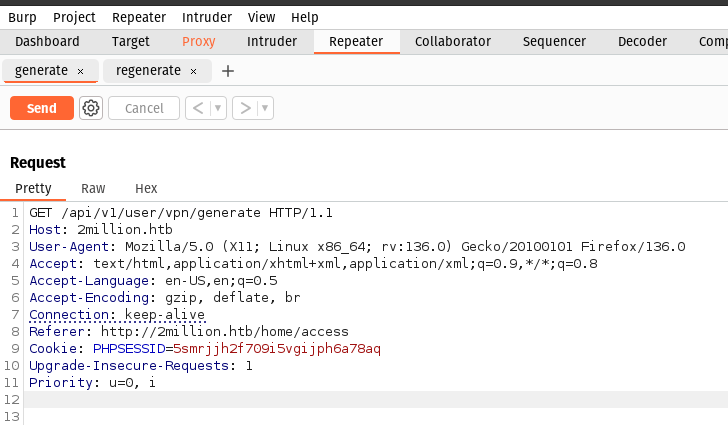 Burp Project Repeater Intruder View Help
Dashboard Target Proxy Intruder Repeater Collaborator Sequencer Decoder Comp
generate × regenerate × +
Send Cancel < ▼ > ▼
Request
Pretty Raw Hex
1 GET /api/v1/user/vpn/generate HTTP/1.1
2 Host: 2million.htb
3 User-Agent: Mozilla/5.0 (X11; Linux x86_64; rv:136.0) Gecko/20100101 Firefox/136.0
4 Accept: text/html,application/xhtml+xml,application/xml;q=0.9,*/*;q=0.8
5 Accept-Language: en-US,en;q=0.5
6 Accept-Encoding: gzip, deflate, br
7 Connection: keep-alive
8 Referer: http://2million.htb/home/access
9 Cookie: PHPSESSID=5smrjjh2f709i5vgijph6a78aq
10 Upgrade-Insecure-Requests: 1
11 Priority: u=0, i
12
13